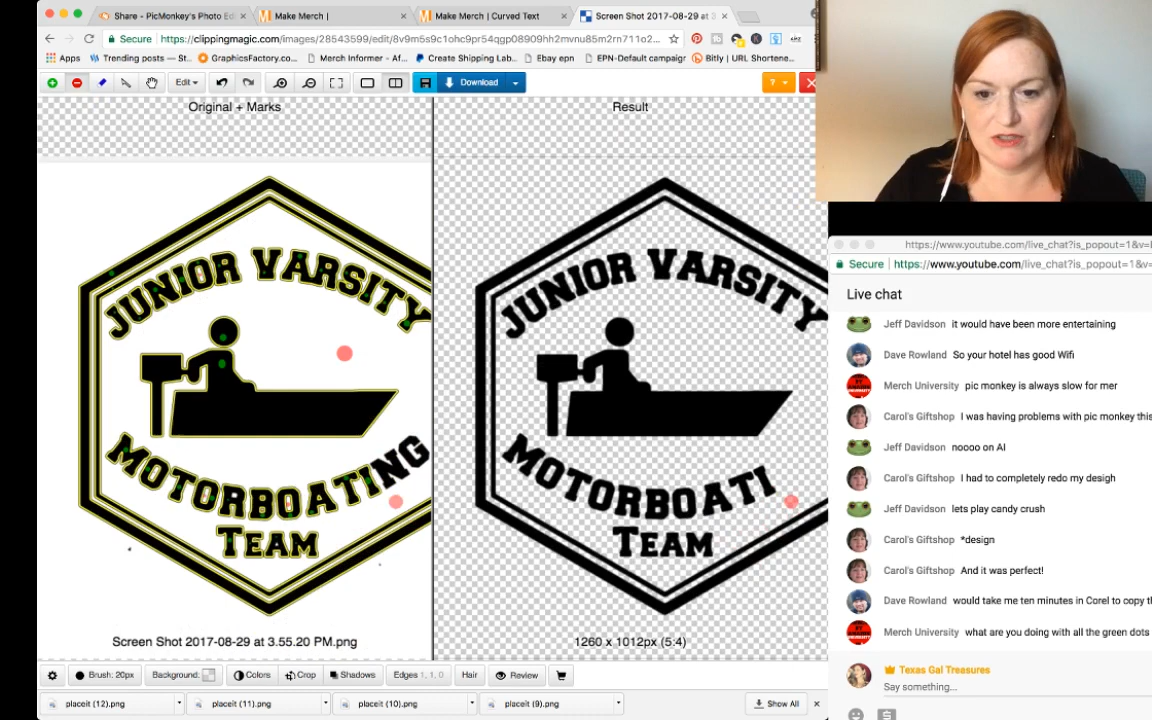 Share - PicMonkey's Photo Ed
Make Merch |
Make Merch | Curved Text
Screen Shot 2017-08-29 at 3
Secure
https://clippingmagic.com/images/28543599/edit/8v9m5s9c1ohc9pr54qgp08909hh2mvnu85m2rn711o2...
Apps
Trending posts — St...
GraphicsFactory.co...
Merch Informer - Af...
Create Shipping Lab...
Ebay epn
EPN-Default campaign
Bitly | URL Shortene...
Edit
Download
?
Original + Marks
Result
JUNIOR VARSITY
MOTORBOATING
TEAM
JUNIOR VARSITY
MOTORBOATI
TEAM
Screen Shot 2017-08-29 at 3.55.20 PM.png
1260 x 1012px (5:4)
Brush: 20px
Background:
Colors
Crop
Shadows
Edges 1, 1, 0
Hair
Review
placeit (12).png
placeit (11).png
placeit (10).png
placeit (9).png
Show All
https://www.youtube.com/live_chat?is_popout=1&v=
Secure
https://www.youtube.com/live_chat?is_popout=1&v=
Live chat
Jeff Davidson it would have been more entertaining
Dave Rowland So your hotel has good Wifi
Merch University pic monkey is always slow for mer
Carol's Giftshop I was having problems with pic monkey this
Jeff Davidson noooo on AI
Carol's Giftshop I had to completely redo my desigh
Jeff Davidson lets play candy crush
Carol's Giftshop *design
Carol's Giftshop And it was perfect!
Dave Rowland would take me ten minutes in Corel to copy th
Merch University what are you doing with all the green dots
Texas Gal Treasures
Say something...